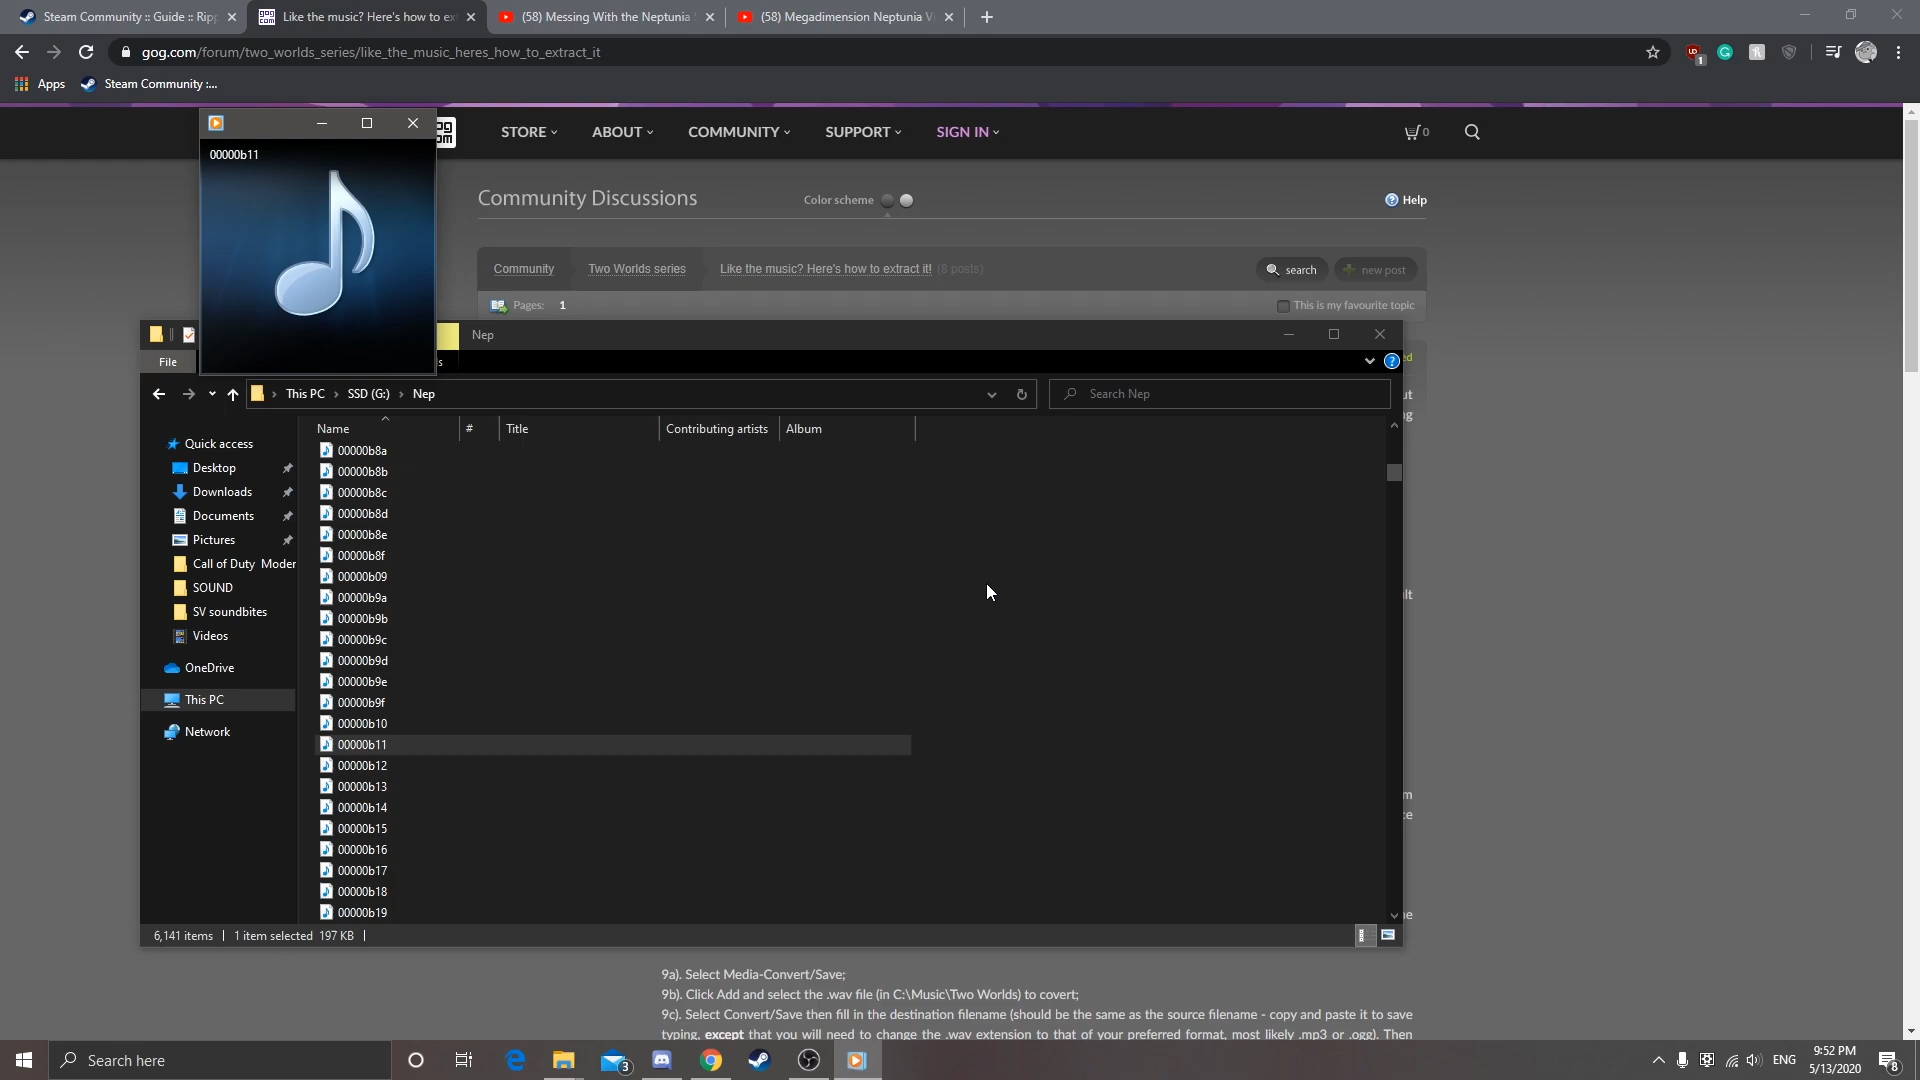 Steam Community :: Guide :: Ripp
Like the music? Here's how to ex
(58) Messing With the Neptunia
(58) Megadimension Neptunia V
gog.com/forum/two_worlds_series/like_the_music_heres_how_to_extract_it
1
Apps
Steam Community :...
00000b11
STORE
ABOUT
COMMUNITY
SUPPORT
SIGN IN
0
Community Discussions
Color scheme
Help
Community
Two Worlds series
Like the music? Here's how to extract it! (8 posts)
search
new post
Pages: 1
This is my favourite topic
Nep
File
This PC
SSD (G:)
Nep
Search Nep
Name
#
Title
Contributing artists
Album
Quick access
Desktop
Downloads
Documents
Pictures
Call of Duty Moder
SOUND
SV soundbites
Videos
OneDrive
This PC
Network
00000b8a
00000b8b
00000b8c
00000b8d
00000b8e
00000b8f
00000b09
00000b9a
00000b9b
00000b9c
00000b9d
00000b9e
00000b9f
00000b10
00000b11
00000b12
00000b13
00000b14
00000b15
00000b16
00000b17
00000b18
00000b19
6,141 items
1 item selected 197 KB
9a). Select Media-Convert/Save;
9b). Click Add and select the .wav file (in C:\Music\Two Worlds) to covert;
9c). Select Convert/Save then fill in the destination filename (should be the same as the source filename - copy and paste it to save
typing, except that you will need to change the .wav extension to that of your preferred format, most likely .mp3 or .ogg). Then
Search here
3
ENG
9:52 PM
5/13/2020
8